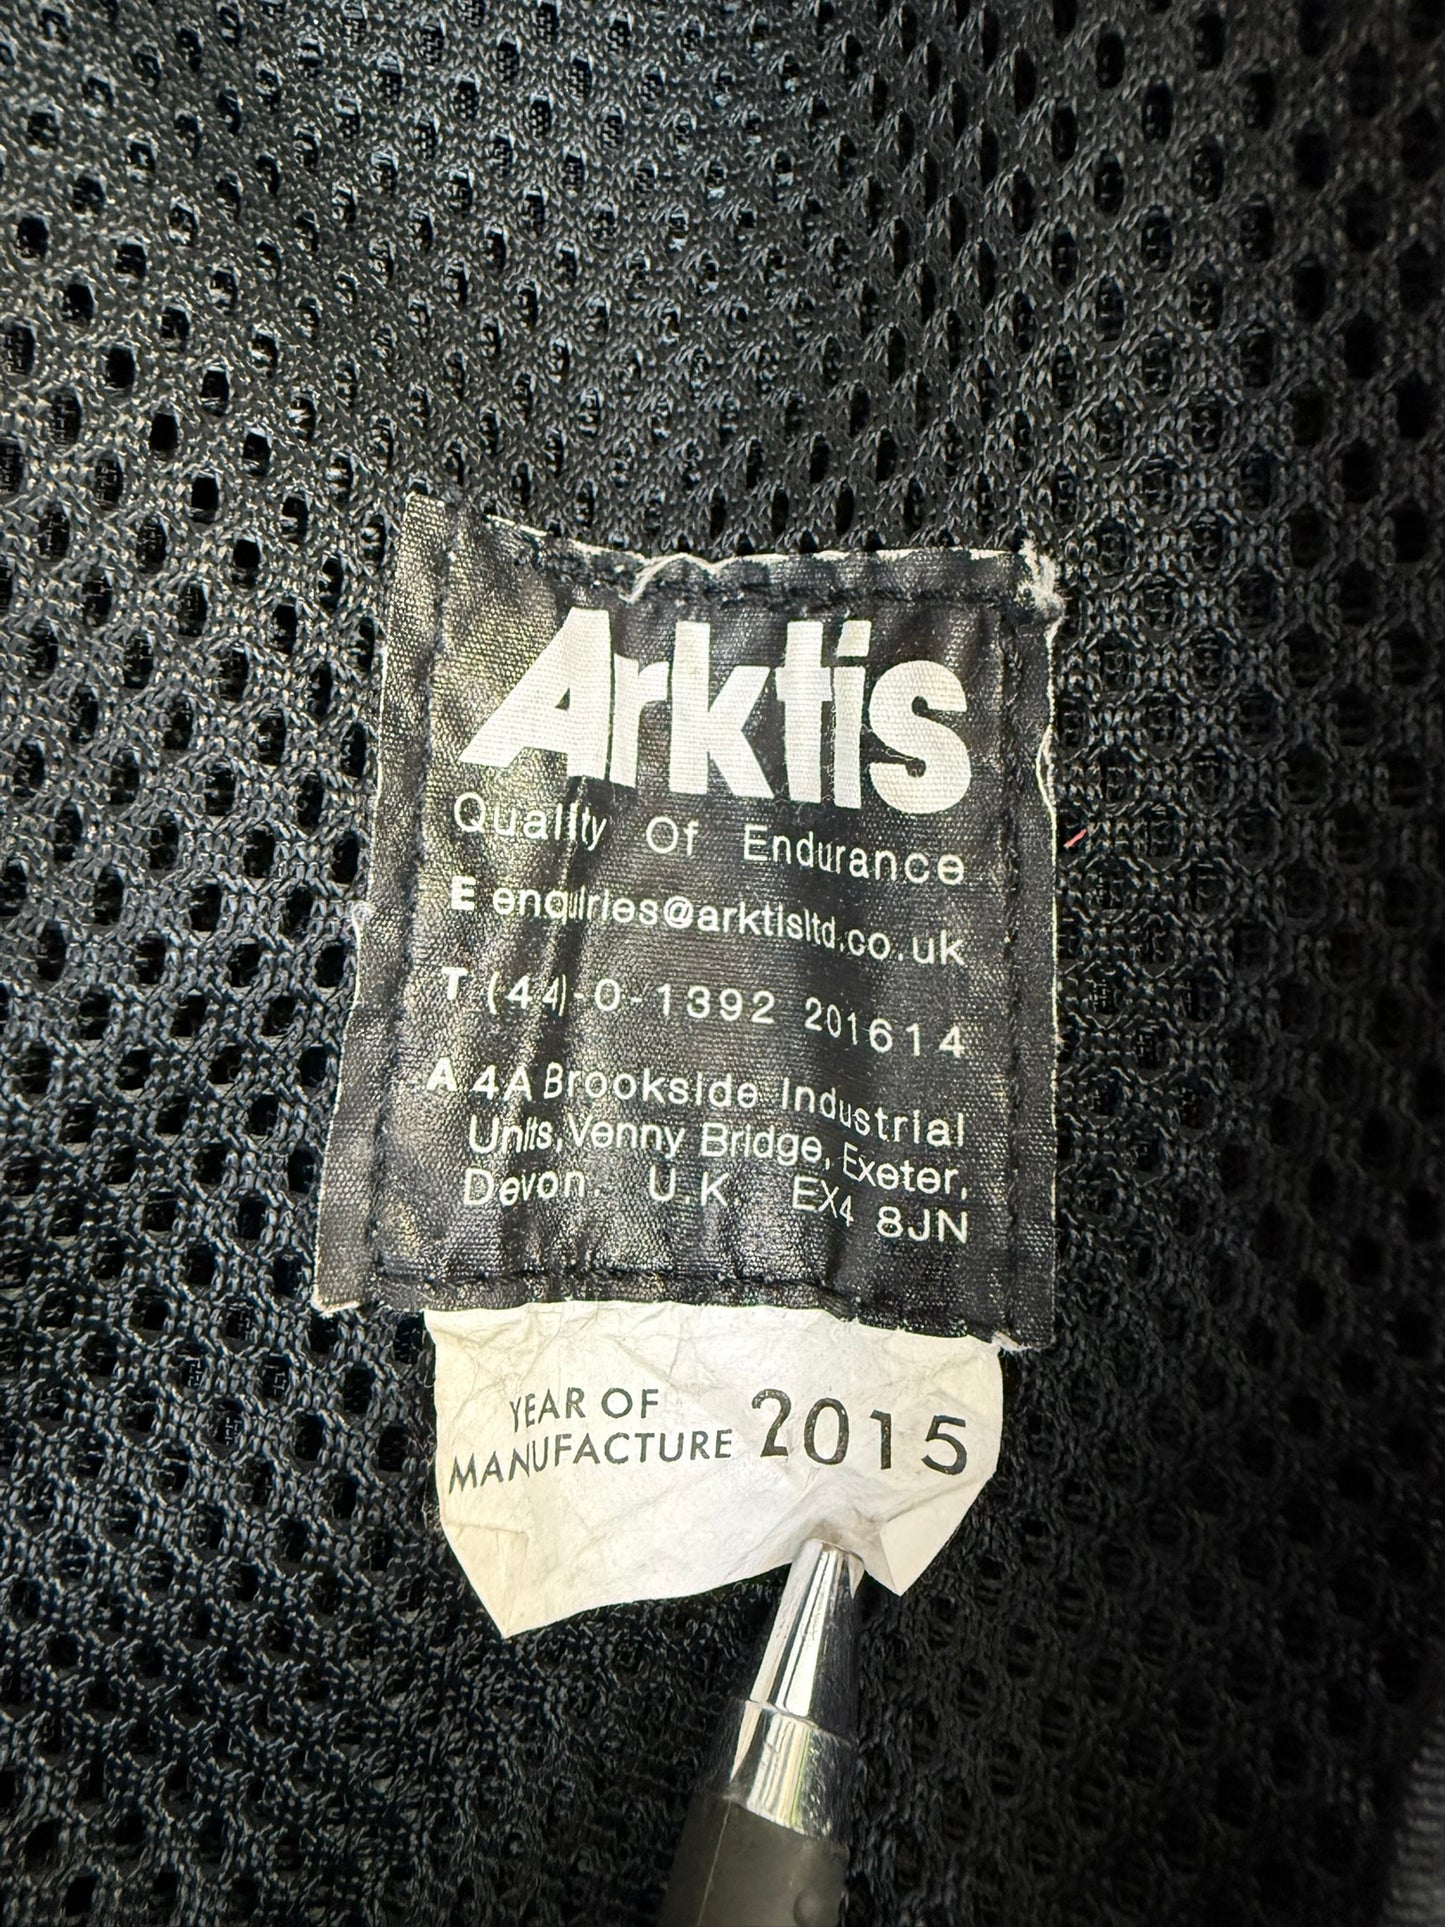 Arktis
Quality Of Endurance
E enquiries@arktisltd.co.uk
T (44)-0-1392 201614
A 4A Brookside Industrial
Units, Venny Bridge, Exeter,
Devon. U.K. EX4 8JN
YEAR OF
MANUFACTURE 2015